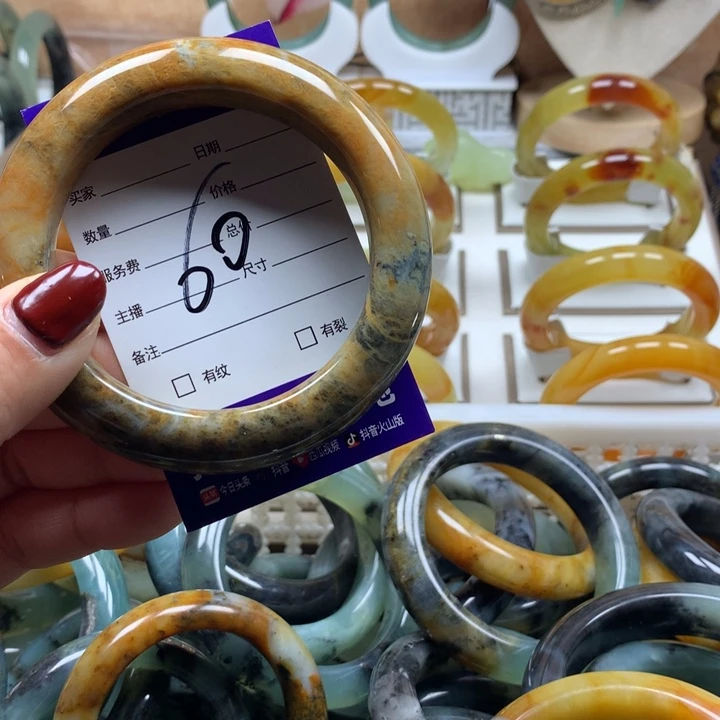 日期
买家
价格
数量
总价
服务费
尺寸
主播
备注
有裂
有纹
今日头条 抖音 西瓜视频 抖音火山版